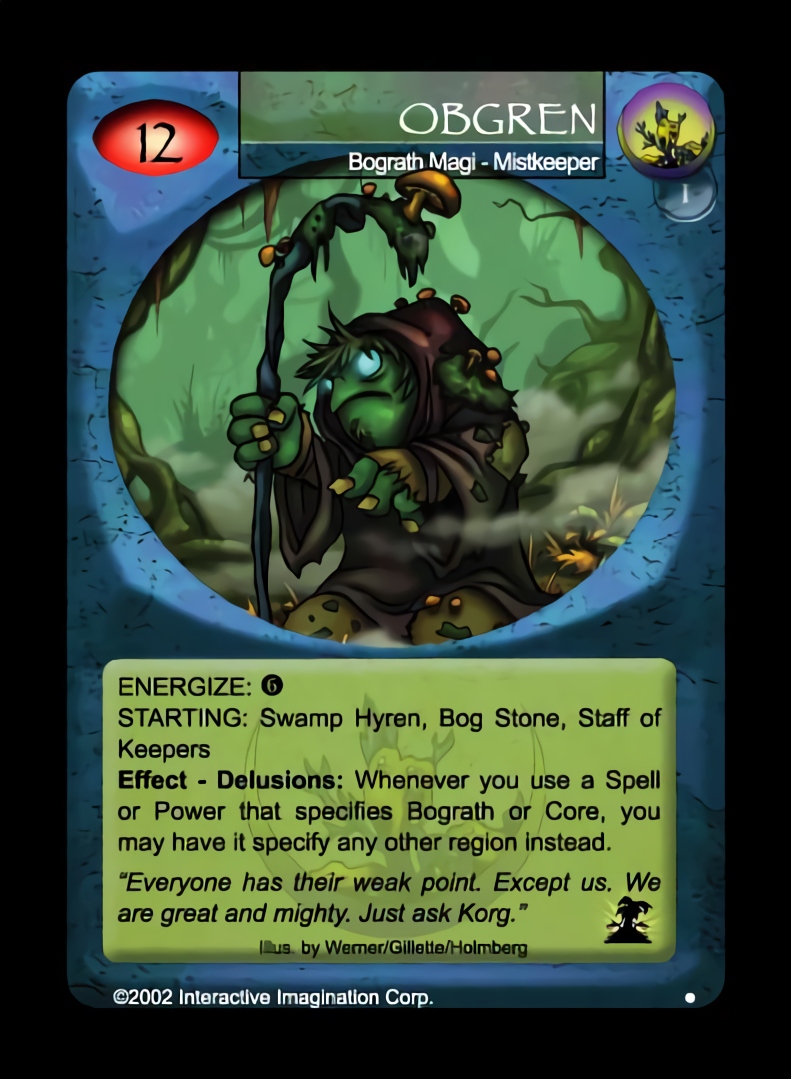 12
OBGREN
Bograth Magi - Mistkeeper
1
ENERGIZE: 6
STARTING: Swamp Hyren, Bog Stone, Staff of
Keepers
Effect - Delusions: Whenever you use a Spell
or Power that specifies Bograth or Core, you
may have it specify any other region instead.
"Everyone has their weak point. Except us. We
are great and mighty. Just ask Korg."
Illus. by Werner/Gillette/Holmberg
©2002 Interactive Imagination Corp.